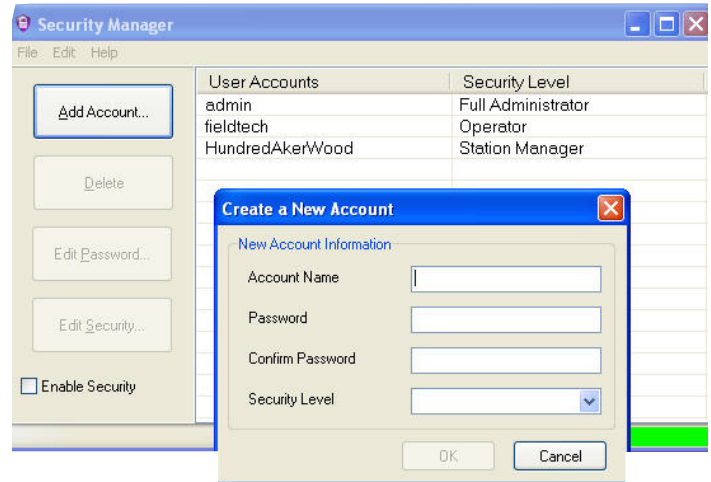 Security Manager
File Edit Help
User Accounts Security Level
admin Full Administrator
fieldtech Operator
HundredAkerWood Station Manager
Add Account...
Delete
Edit Password...
Edit Security...
Enable Security
Create a New Account
New Account Information
Account Name
Password
Confirm Password
Security Level
OK Cancel